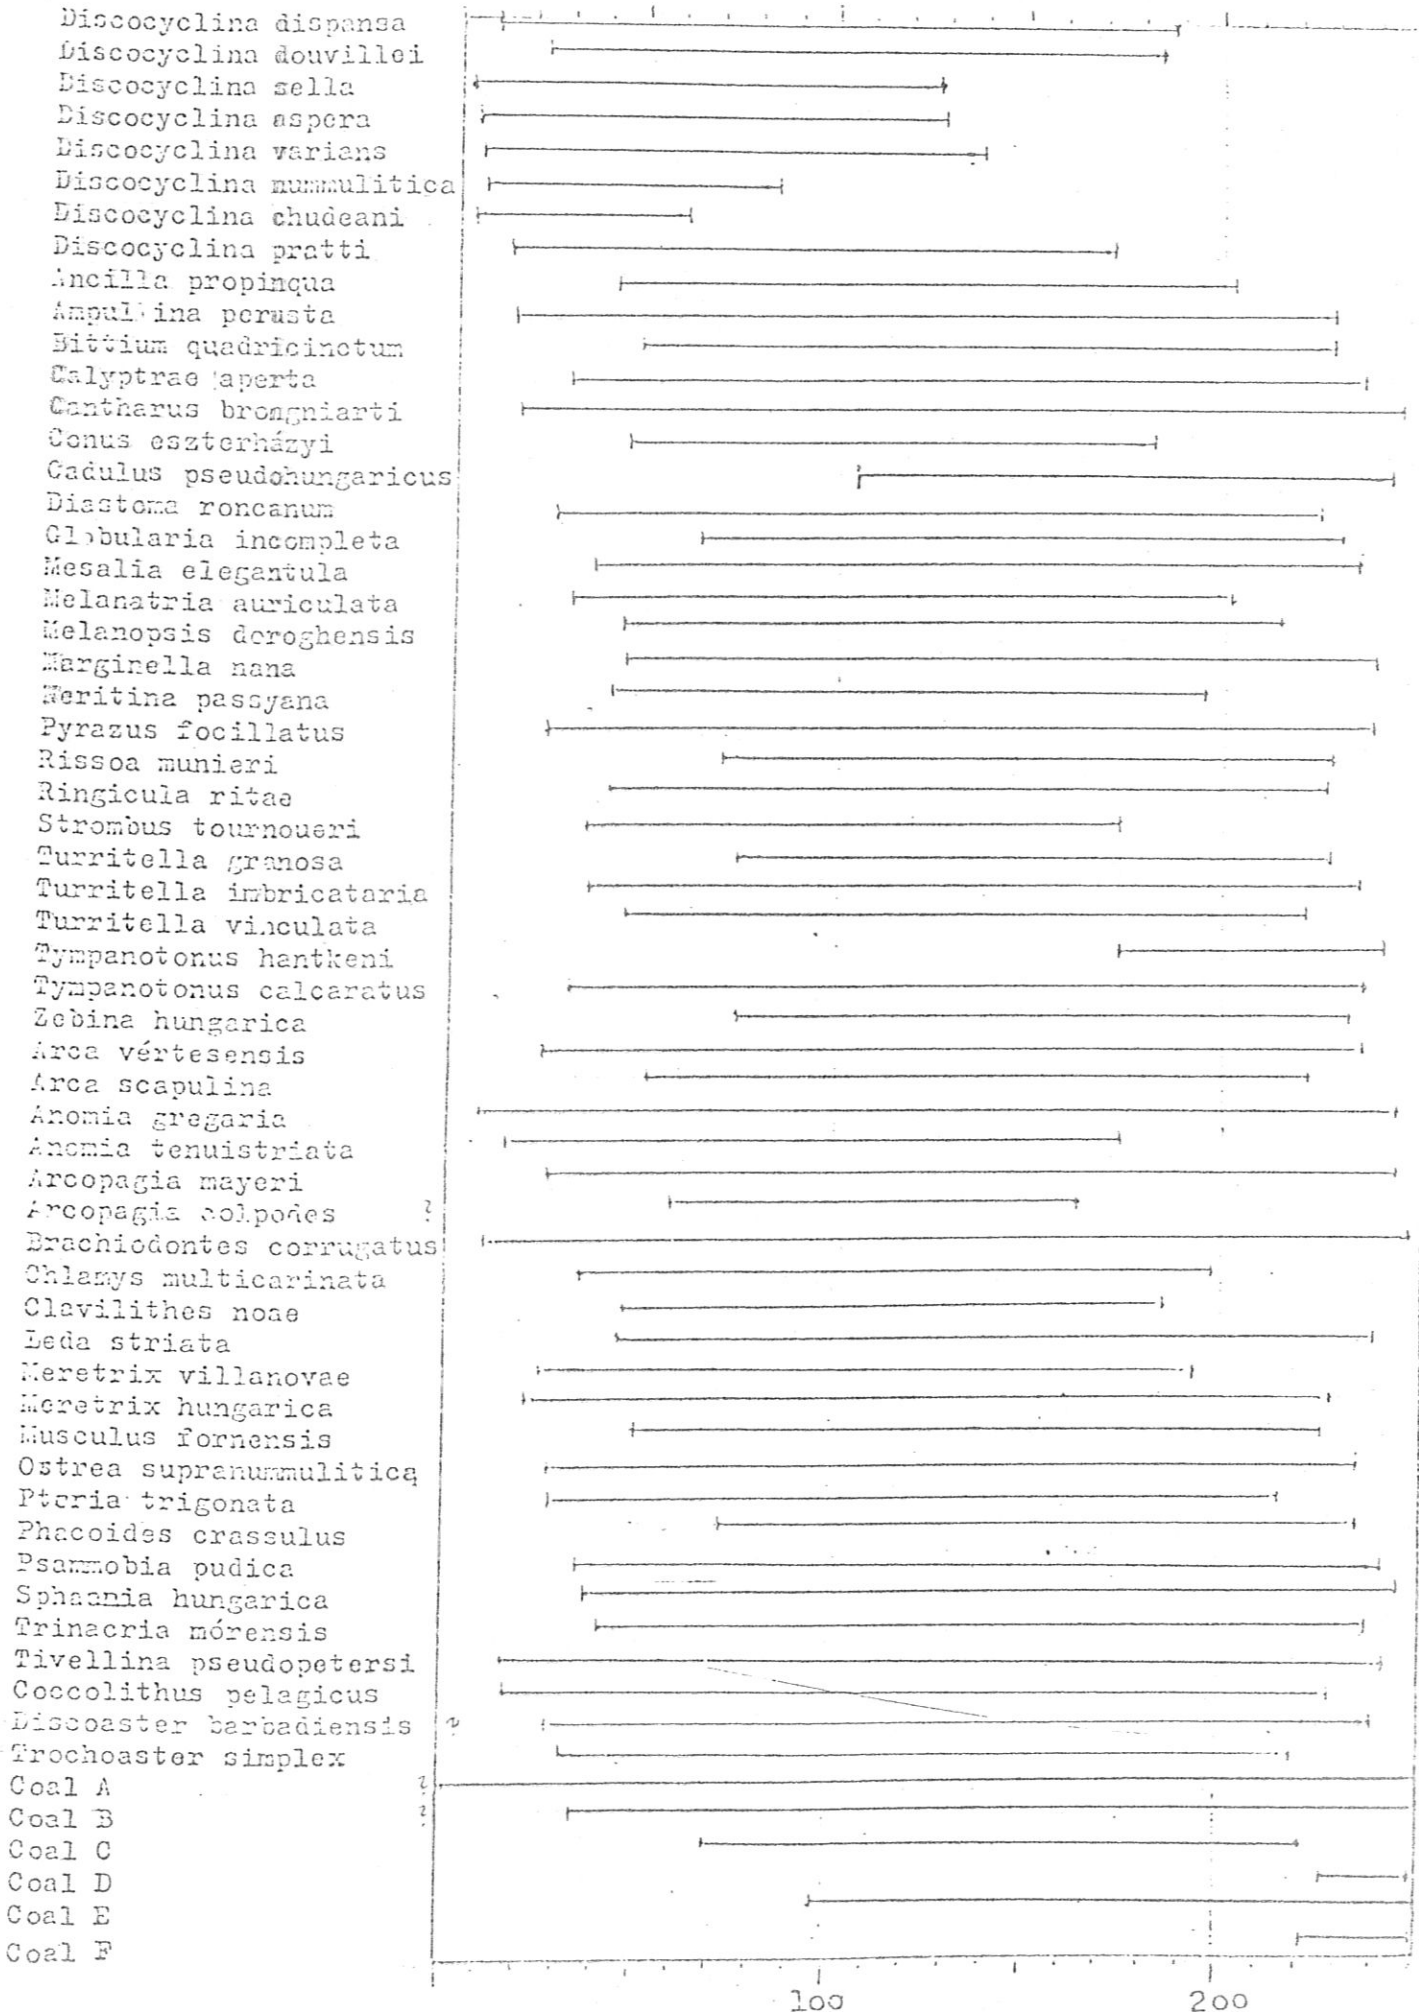 Discocyclina dispansa
Discocyclina douvillei
Discocyclina sella
Discocyclina aspera
Discocyclina varians
Discocyclina nummulitica
Discocyclina chudeani
Discocyclina pratti
Ancilla propinqua
Ampullina perusta
Bittium quadricinctum
Calyptrae aperta
Cantharus brongniarti
Conus eszterházyi
Cadulus pseudohungaricus
Diastoma roncanum
Globularia incompleta
Mesalia elegantula
Melanatria auriculata
Melanopsis doroghensis
Marginella nana
Neritina passyana
Pyrazus focillatus
Rissoa munieri
Ringicula ritae
Strombus tournoueri
Turritella granosa
Turritella imbricataria
Turritella vinculata
Tympanotonus hantkeni
Tympanotonus calcaratus
Zebina hungarica
Arca vértesensis
Arca scapulina
Anomia gregaria
Anomia tenuistriata
Arcopagia mayeri
Arcopagia colpodes ?
Brachiodontes corrugatus
Chlamys multicarinata
Clavilithes noae
Leda striata
Meretrix villanovae
Meretrix hungarica
Musculus fornensis
Ostrea supranummulitica
Pteria trigonata
Phacoides crassulus
Psammobia pudica
Sphaenia hungarica
Trinacria mórensis
Tivellina pseudopetersi
Coccolithus pelagicus
Discoaster barbadiensis ?
Trochoaster simplex
Coal A ?
Coal B ?
Coal C
Coal D
Coal E
Coal F
100 200